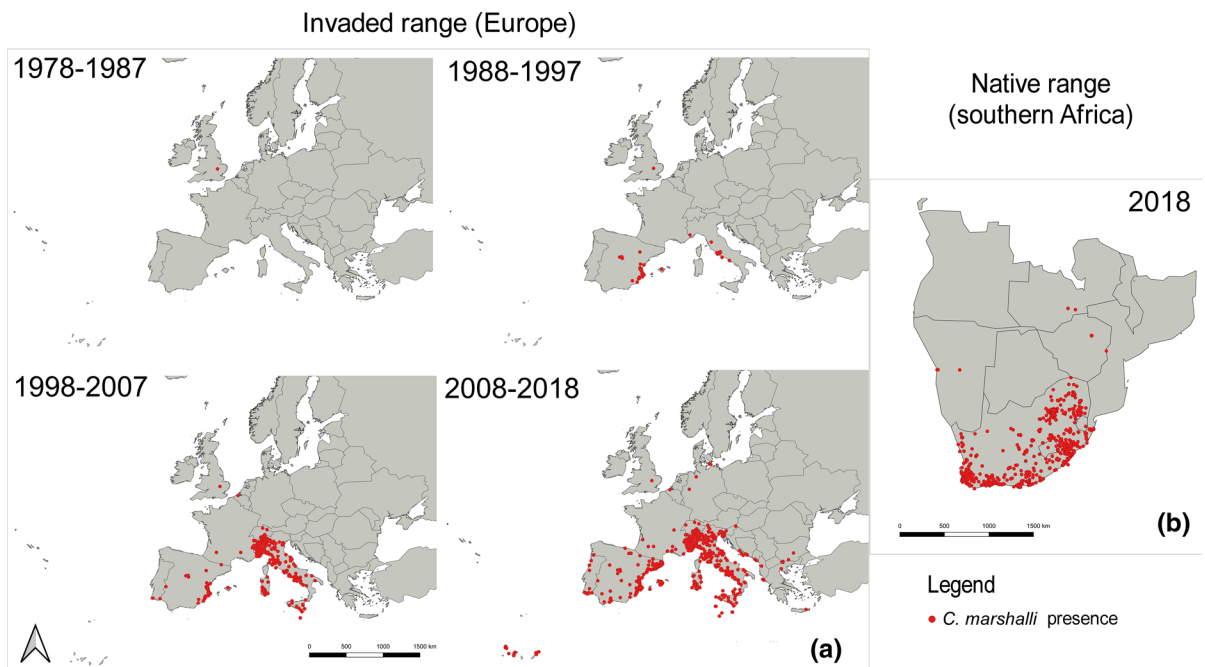 Invaded range (Europe)
1978-1987
1988-1997
Native range
(southern Africa)
2018
1998-2007
2008-2018
0 500 1000 1500 km
(b)
Legend
C. marshalli presence
0 500 1000 1500 km
(a)